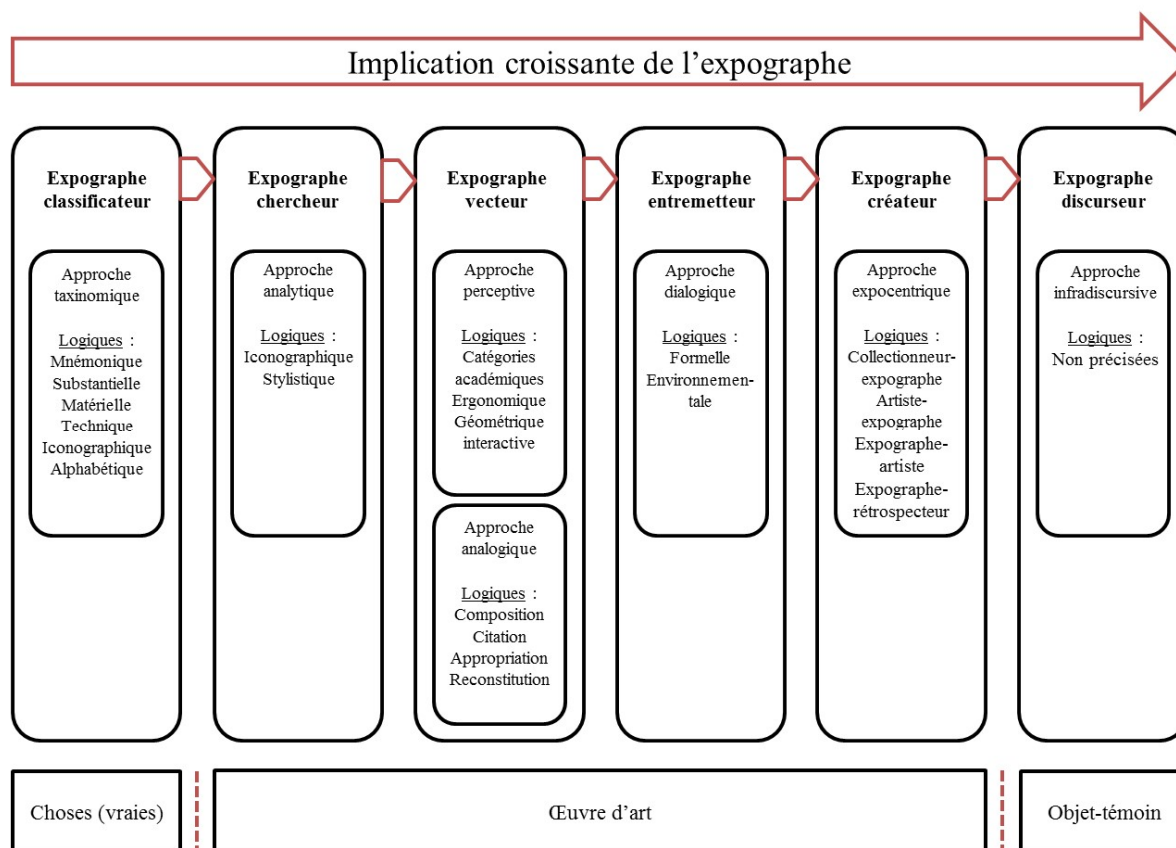 Implication croissante de l’expographe
Expographe
classificateur
Approche
taxinomique
Logiques :
Mnémonique
Substantielle
Matérielle
Technique
Iconographique
Alphabétique
Expographe
chercheur
Approche
analytique
Logiques :
Iconographique
Stylistique
Expographe
vecteur
Approche
perceptive
Logiques :
Catégories
académiques
Ergonomique
Géométrique
interactive
Approche
analogique
Logiques :
Composition
Citation
Appropriation
Reconstitution
Expographe
entremetteur
Approche
dialogique
Logiques :
Formelle
Environnemen-
tale
Expographe
créateur
Approche
expocentrique
Logiques :
Collectionneur-
expographe
Artiste-
expographe
Expographe-
artiste
Expographe-
rétrospecteur
Expographe
discurseur
Approche
infradiscursive
Logiques :
Non précisées
Choses (vraies)
Œuvre d’art
Objet-témoin